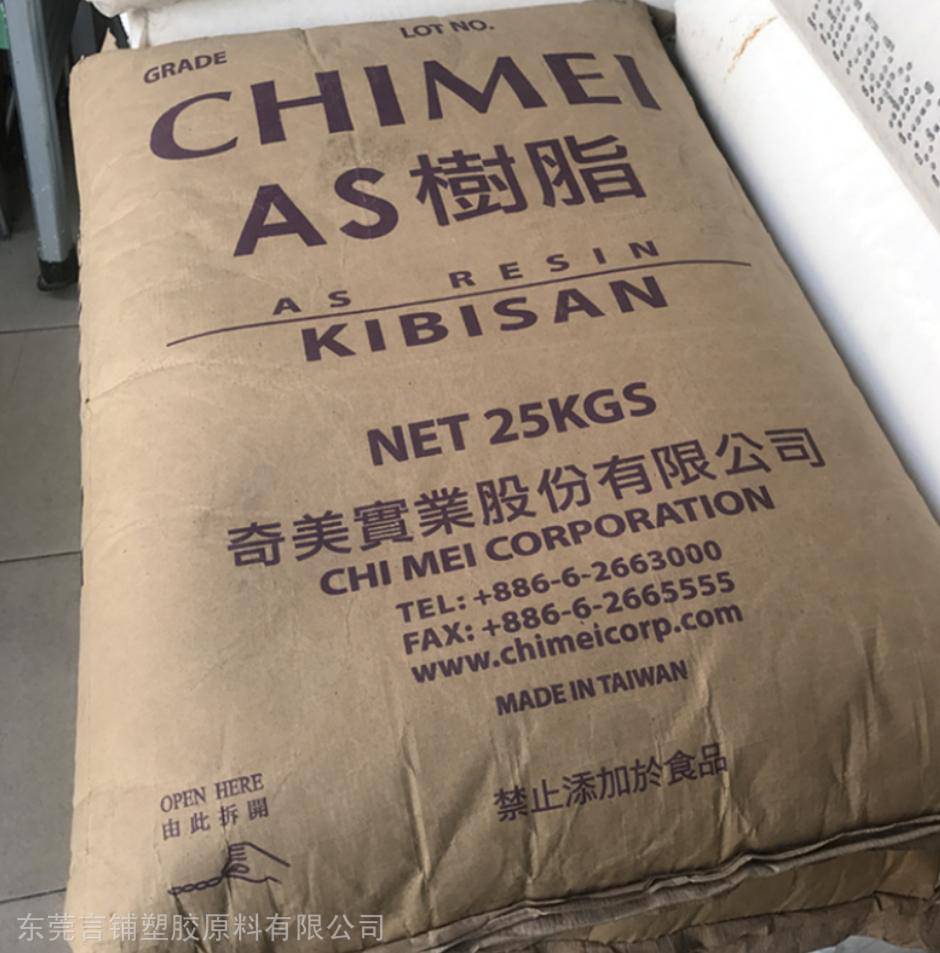 GRADE
LOT NO.
CHIMEI
AS樹脂
AS RESIN
KIBISAN
NET 25KGS
奇美實業股份有限公司
CHI MEI CORPORATION
TEL: +886-6-2663000
FAX: +886-6-2665555
www.chimeicorp.com
MADE IN TAIWAN
禁止添加於食品
OPEN HERE
由此拆開
东莞言铺塑胶原料有限公司